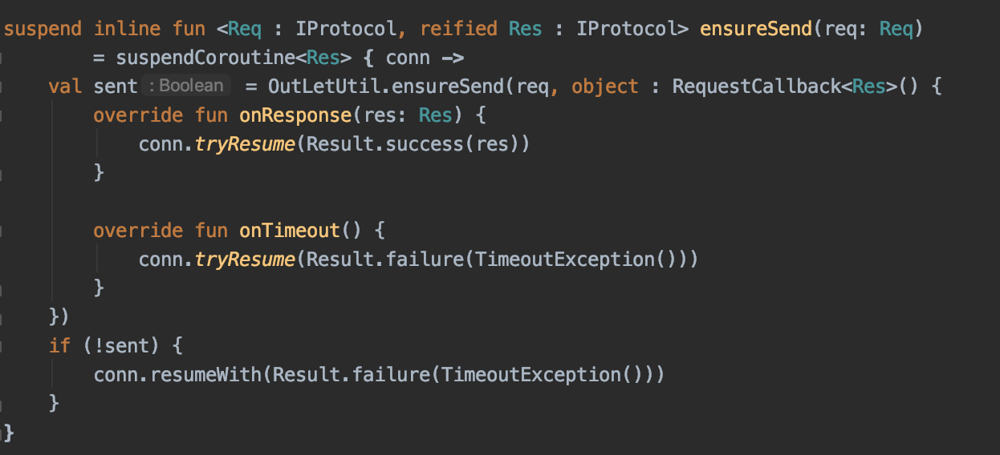 suspend inline fun <Req : IProtocol, reified Res : IProtocol> ensureSend(req: Req)
        = suspendCoroutine<Res> { conn ->
    val sent : Boolean = OutLetUtil.ensureSend(req, object : RequestCallback<Res>() {
        override fun onResponse(res: Res) {
            conn.tryResume(Result.success(res))
        }

        override fun onTimeout() {
            conn.tryResume(Result.failure(TimeoutException()))
        }
    })
    if (!sent) {
        conn.resumeWith(Result.failure(TimeoutException()))
    }
}